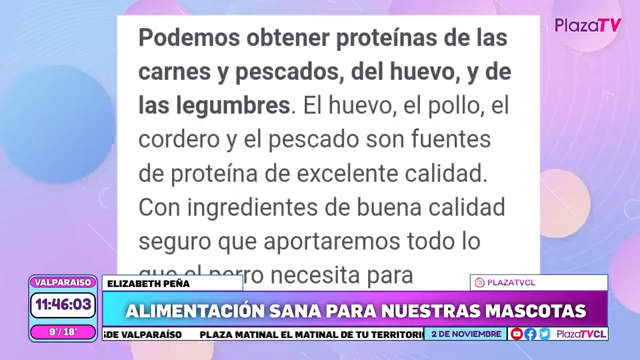 PlazaTV
Podemos obtener proteínas de las
carnes y pescados, del huevo, y de
las legumbres. El huevo, el pollo, el
cordero y el pescado son fuentes
de proteína de excelente calidad.
Con ingredientes de buena calidad
seguro que aportaremos todo lo
que el perro necesita para
VALPARAISO
11:46:03
9°/18°
ELIZABETH PEÑA
PLAZATVCL
ALIMENTACIÓN SANA PARA NUESTRAS MASCOTAS
SDE VALPARAÍSO PLAZA MATINAL EL MATINAL DE TU TERRITORI
2 DE NOVIEMBRE
PlazaTVCL